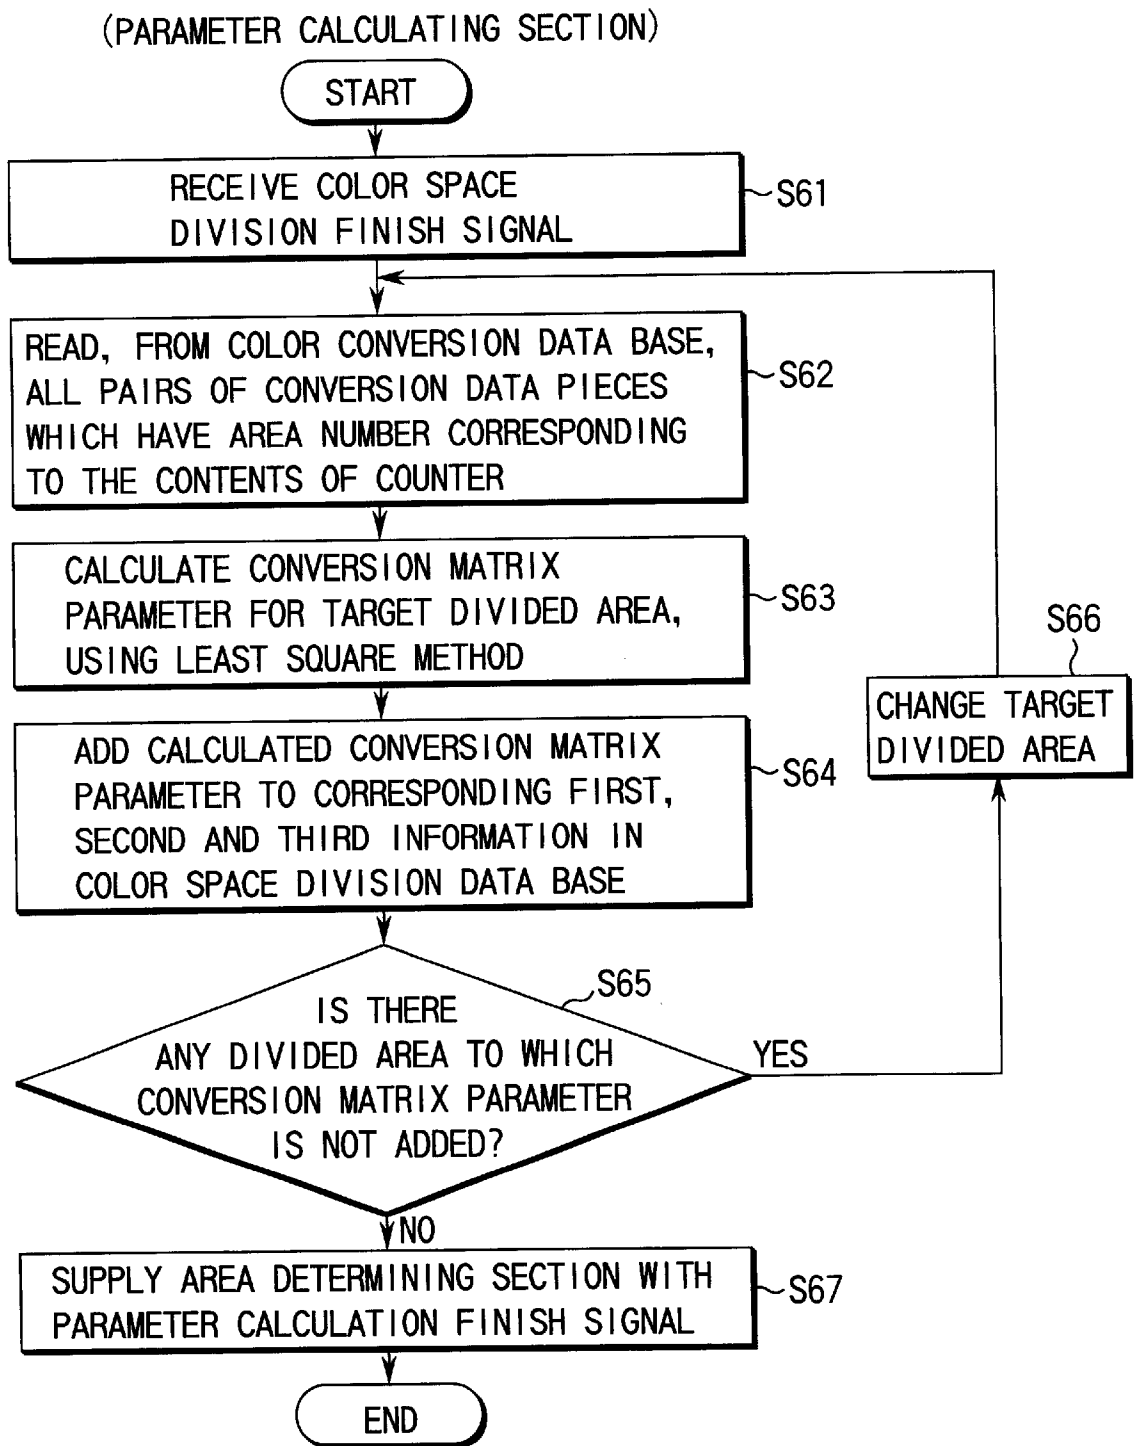 (PARAMETER CALCULATING SECTION)
START
RECEIVE COLOR SPACE
DIVISION FINISH SIGNAL
S61
READ, FROM COLOR CONVERSION DATA BASE,
ALL PAIRS OF CONVERSION DATA PIECES
WHICH HAVE AREA NUMBER CORRESPONDING
TO THE CONTENTS OF COUNTER
S62
CALCULATE CONVERSION MATRIX
PARAMETER FOR TARGET DIVIDED AREA,
USING LEAST SQUARE METHOD
S63
S66
CHANGE TARGET
DIVIDED AREA
ADD CALCULATED CONVERSION MATRIX
PARAMETER TO CORRESPONDING FIRST,
SECOND AND THIRD INFORMATION IN
COLOR SPACE DIVISION DATA BASE
S64
S65
IS THERE
ANY DIVIDED AREA TO WHICH
CONVERSION MATRIX PARAMETER
IS NOT ADDED?
YES
NO
SUPPLY AREA DETERMINING SECTION WITH
PARAMETER CALCULATION FINISH SIGNAL
S67
END